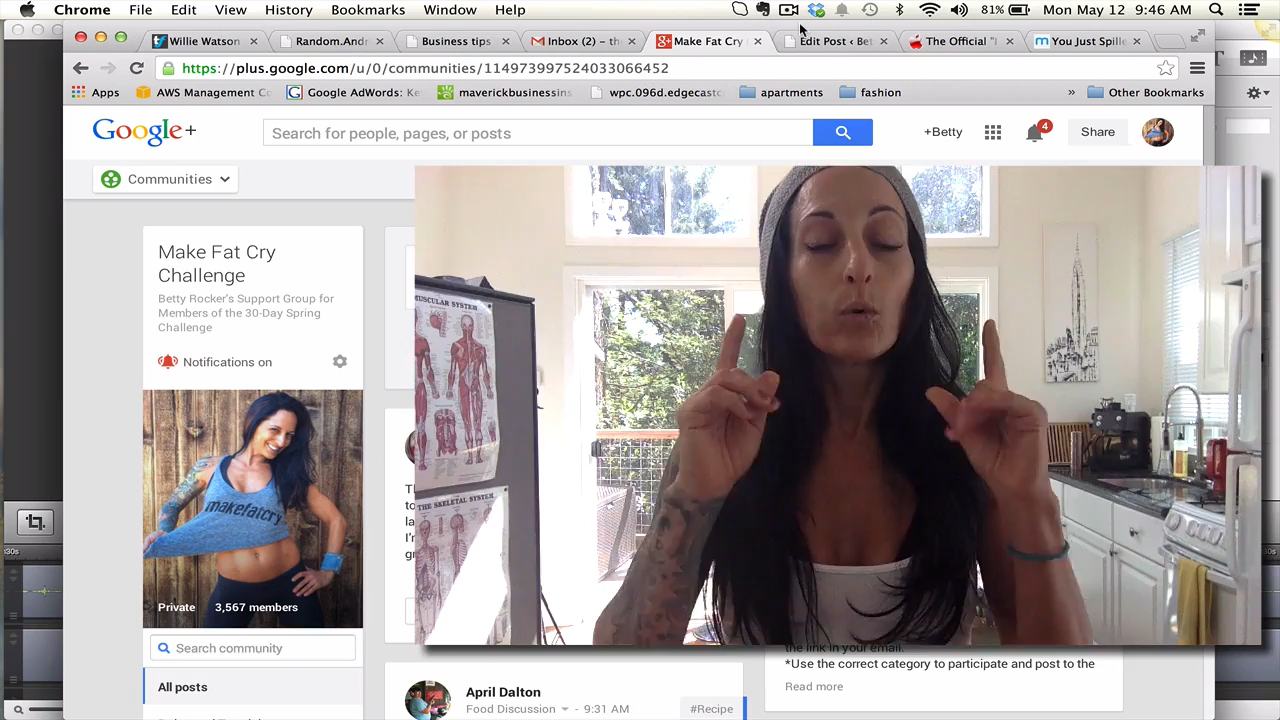 Chrome File Edit View History Bookmarks Window Help 81% Mon May 12 9:46 AM
Willie Watson Random.And Business tips Inbox (2) – th Make Fat Cry Edit Post ‹ Bet The Official "I You Just Spille
https://plus.google.com/u/0/communities/114973997524033066452
Apps AWS Management Co Google AdWords: Ke maverickbusinessin wpc.096d.edgecast apartments fashion » Other Bookmarks
Google+ Search for people, pages, or posts +Betty 4 Share
Communities
Make Fat Cry
Challenge
Betty Rocker's Support Group for
Members of the 30-Day Spring
Challenge
Notifications on
MUSCULAR SYSTEM
THE SKELETAL SYSTEM
makefatcry
Private 3,567 members
Search community
All posts
the link in your email.
*Use the correct category to participate and post to the
Read more
April Dalton
Food Discussion 9:31 AM #Recipe